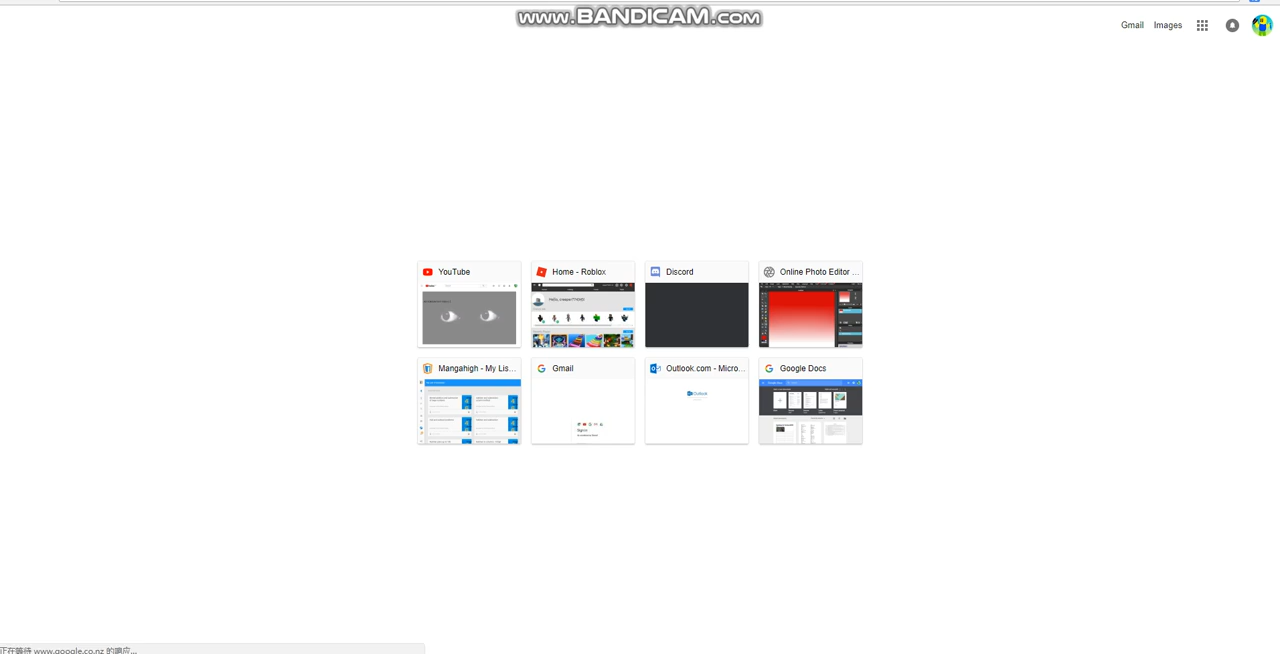 www.BANDICAM.com
Gmail Images
YouTube
Home - Roblox
Discord
Online Photo Editor ...
Mangahigh - My Lis...
Gmail
Outlook.com - Micro...
Google Docs
Outlook
正在等待 www.google.co.nz 的响应...